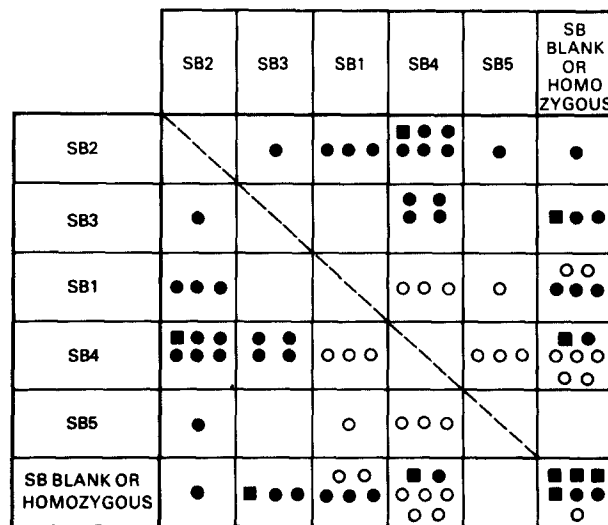 SB2
SB3
SB1
SB4
SB5
SB
BLANK
OR
HOMO
ZYGOUS
SB2
SB3
SB1
SB4
SB5
SB BLANK OR
HOMOZYGOUS